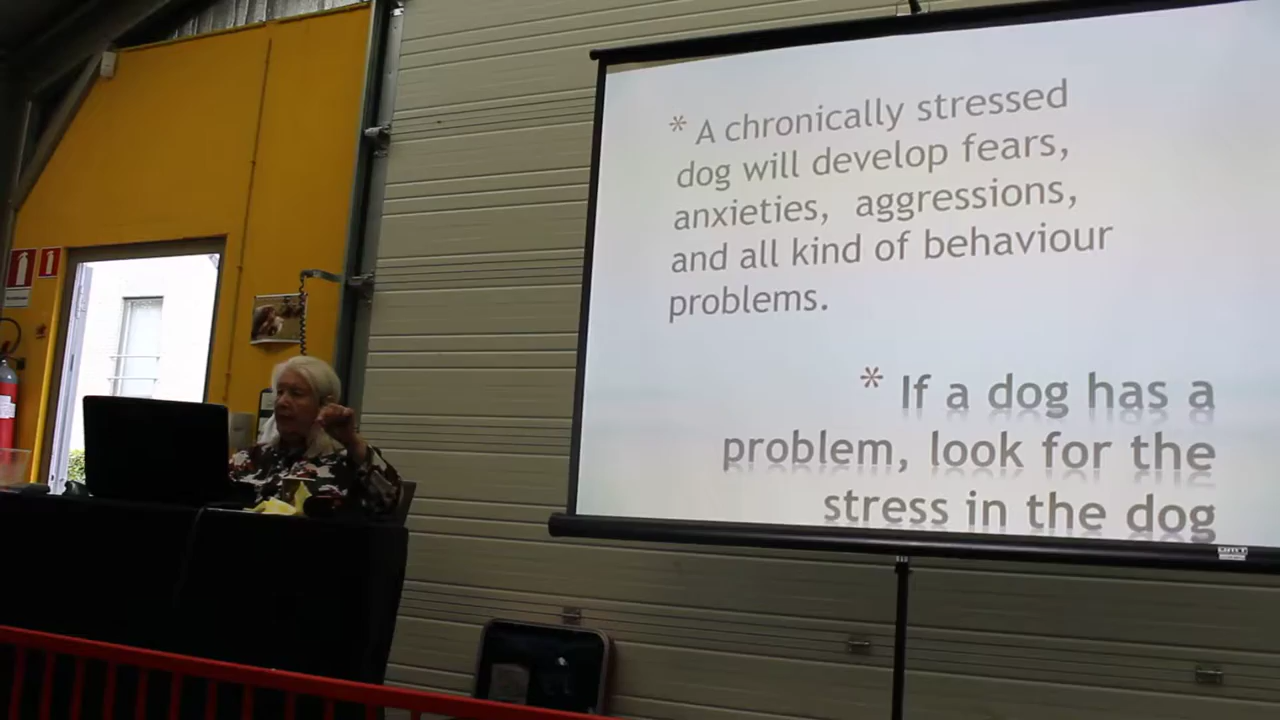 * A chronically stressed
dog will develop fears,
anxieties, aggressions,
and all kind of behaviour
problems.
* If a dog has a
problem, look for the
stress in the dog